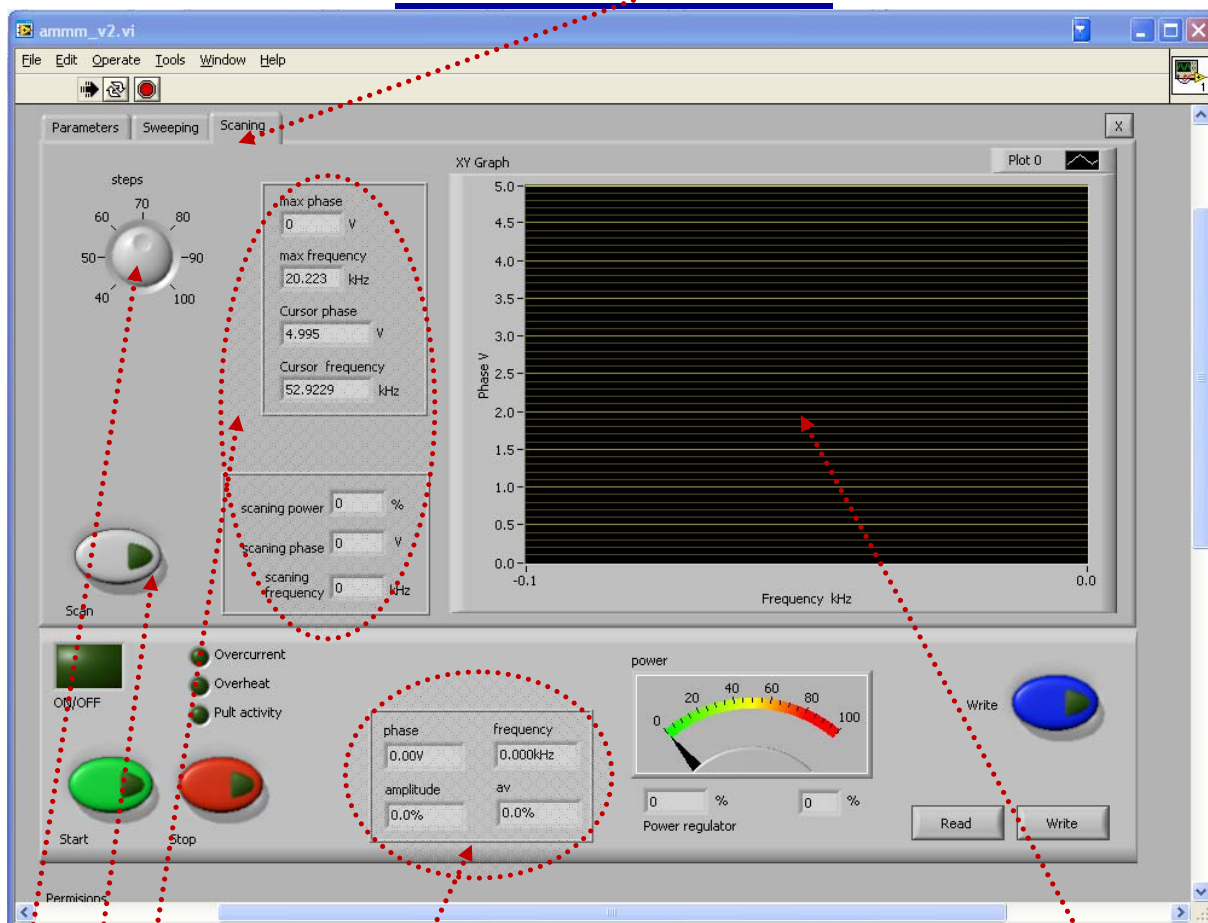 ammm_v2.vi
File Edit Operate Tools Window Help
1
Parameters Sweeping Scaning
X
steps
40 50 60 70 80 90 100
max phase
0 V
max frequency
20.223 kHz
Cursor phase
4.995 V
Cursor frequency
52.9229 kHz
scaning power 0 %
scaning phase 0 V
scaning
frequency 0 kHz
Scan
XY Graph
Plot 0
Phase V
5.0
4.5
4.0
3.5
3.0
2.5
2.0
1.5
1.0
0.5
0.0
-0.1 0.0
Frequency kHz
ON/OFF
Overcurrent
Overheat
Pult activity
Start
Stop
phase frequency
0.00V 0.000kHz
amplitude av
0.0% 0.0%
power
0 20 40 60 80 100
0 % 0 %
Power regulator
Write
Read Write
Permisions